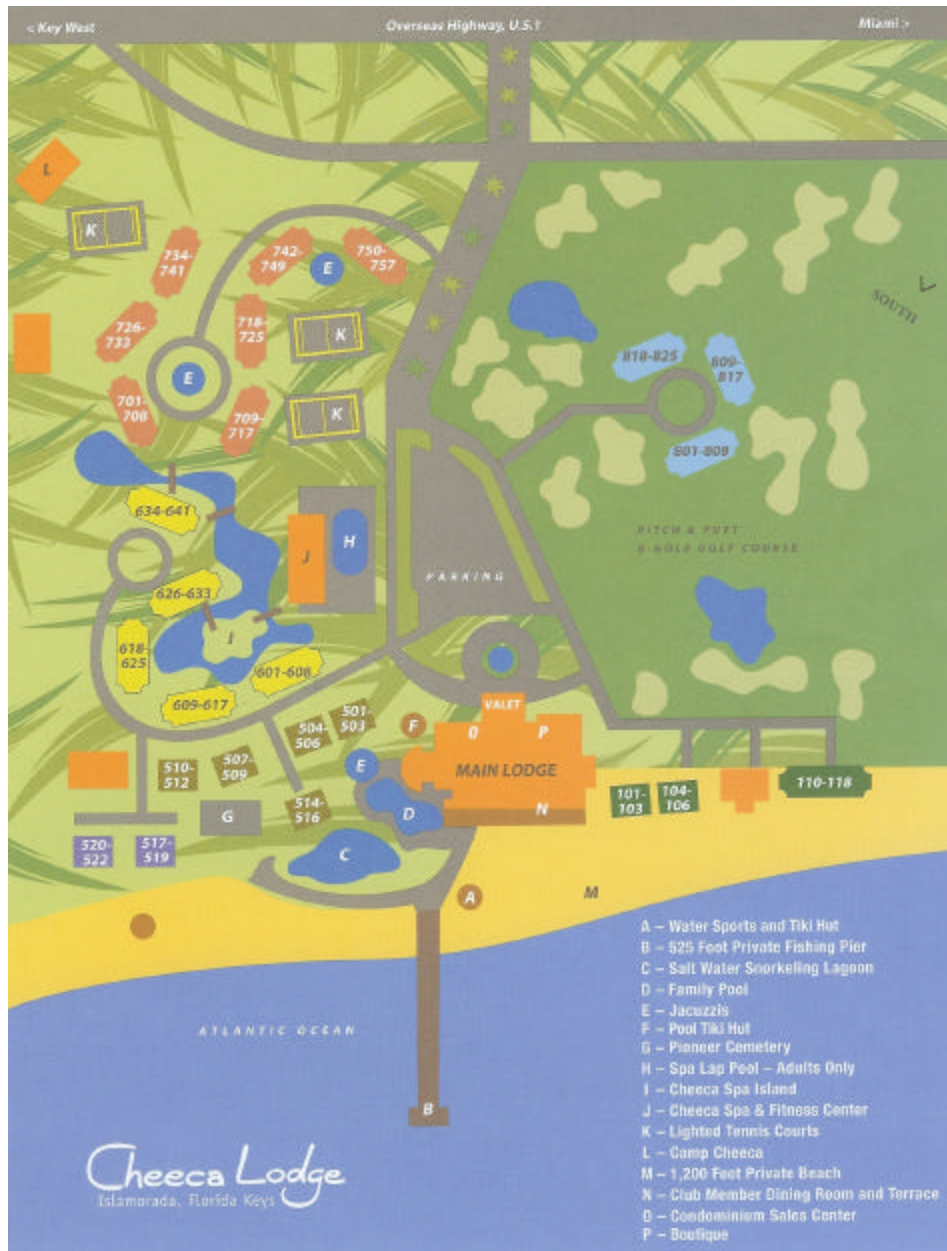 < Key West
Overseas Highway, U.S.1
Miami >
L
K
734-
741
742-
749
E
750-
757
SOUTH
726-
733
718-
725
K
818-825
809-
817
E
701-
708
709-
717
K
801-808
634-641
J
H
PITCH & PUTT
9-HOLE GOLF COURSE
PARKING
626-633
I
618-
625
601-608
609-617
VALET
501-
503
504-
506
F
O
P
507-
509
510-
512
E
MAIN LODGE
101-
103
104-
106
110-118
514-
516
G
D
N
520-
522
517-
519
C
A
M
ATLANTIC OCEAN
B
A – Water Sports and Tiki Hut
B – 525 Foot Private Fishing Pier
C – Salt Water Snorkeling Lagoon
D – Family Pool
E – Jacuzzis
F – Pool Tiki Hut
G – Pioneer Cemetery
H – Spa Lap Pool – Adults Only
I – Cheeca Spa Island
J – Cheeca Spa & Fitness Center
K – Lighted Tennis Courts
L – Camp Cheeca
M – 1,200 Feet Private Beach
N – Club Member Dining Room and Terrace
O – Condominium Sales Center
P – Boutique
Cheeca Lodge
Islamorada, Florida Keys